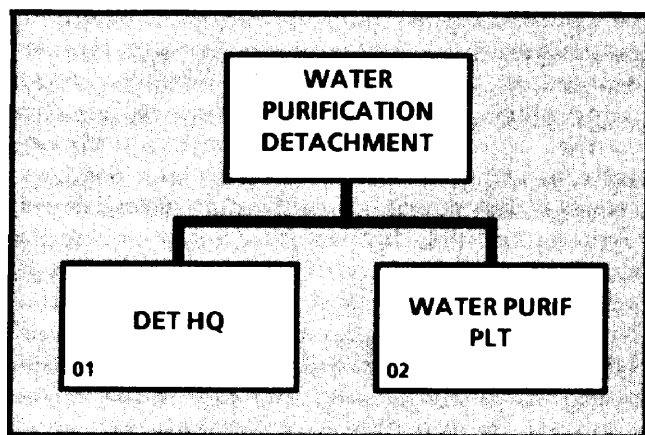 WATER
PURIFICATION
DETACHMENT
DET HQ
01
WATER PURIF
PLT
02